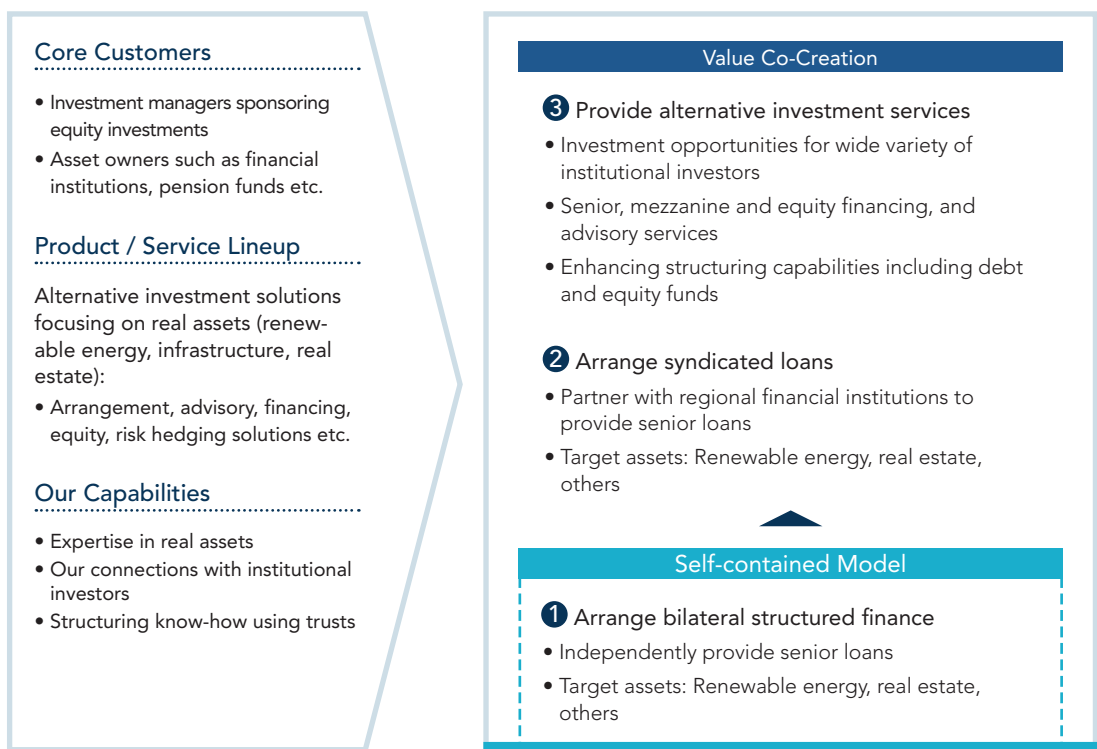 Core Customers
• Investment managers sponsoring
equity investments
• Asset owners such as financial
institutions, pension funds etc.
Product / Service Lineup
Alternative investment solutions
focusing on real assets (renew-
able energy, infrastructure, real
estate):
• Arrangement, advisory, financing,
equity, risk hedging solutions etc.
Our Capabilities
• Expertise in real assets
• Our connections with institutional
investors
• Structuring know-how using trusts
Value Co-Creation
3 Provide alternative investment services
• Investment opportunities for wide variety of
institutional investors
• Senior, mezzanine and equity financing, and
advisory services
• Enhancing structuring capabilities including debt
and equity funds
2 Arrange syndicated loans
• Partner with regional financial institutions to
provide senior loans
• Target assets: Renewable energy, real estate,
others
Self-contained Model
1 Arrange bilateral structured finance
• Independently provide senior loans
• Target assets: Renewable energy, real estate,
others